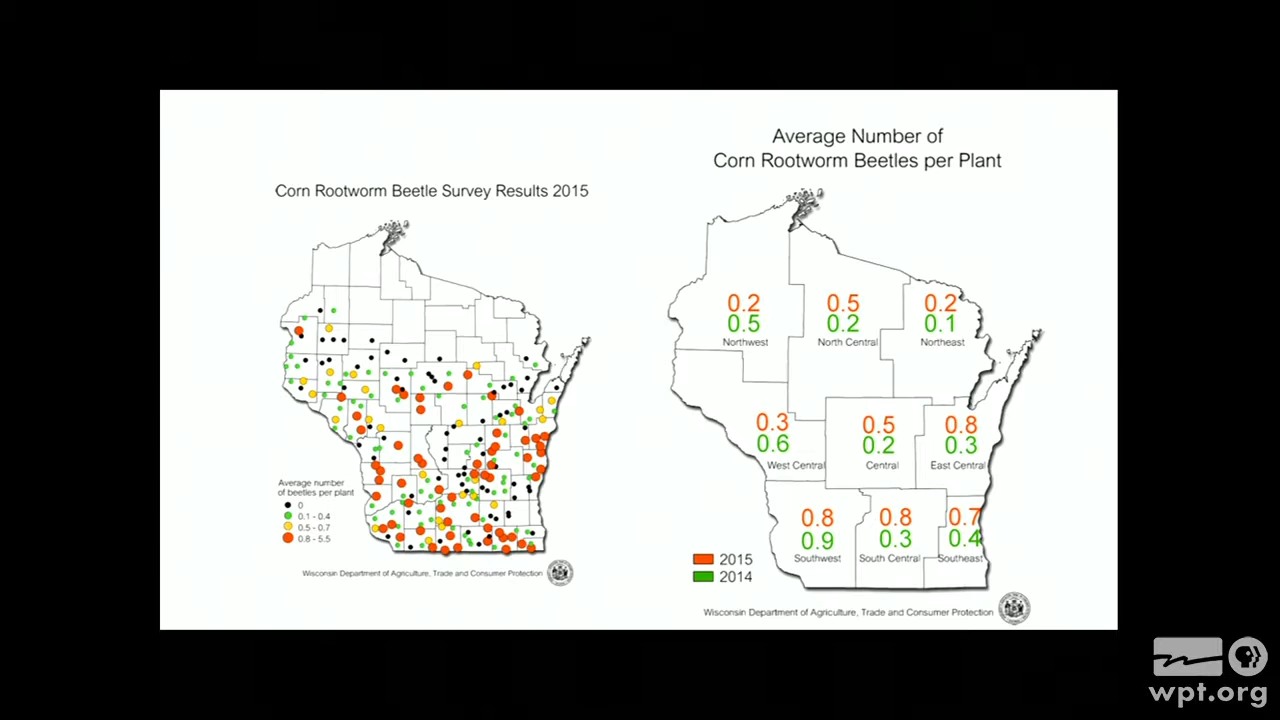 Corn Rootworm Beetle Survey Results 2015
Average number
of beetles per plant
0
0.1 - 0.4
0.5 - 0.7
0.8 - 5.5
Wisconsin Department of Agriculture, Trade and Consumer Protection
Average Number of
Corn Rootworm Beetles per Plant
0.2
0.5
Northwest
0.5
0.2
North Central
0.2
0.1
Northeast
0.3
0.6
West Central
0.5
0.2
Central
0.8
0.3
East Central
0.8
0.9
Southwest
0.8
0.3
South Central
0.7
0.4
Southeast
2015
2014
Wisconsin Department of Agriculture, Trade and Consumer Protection
wpt.org